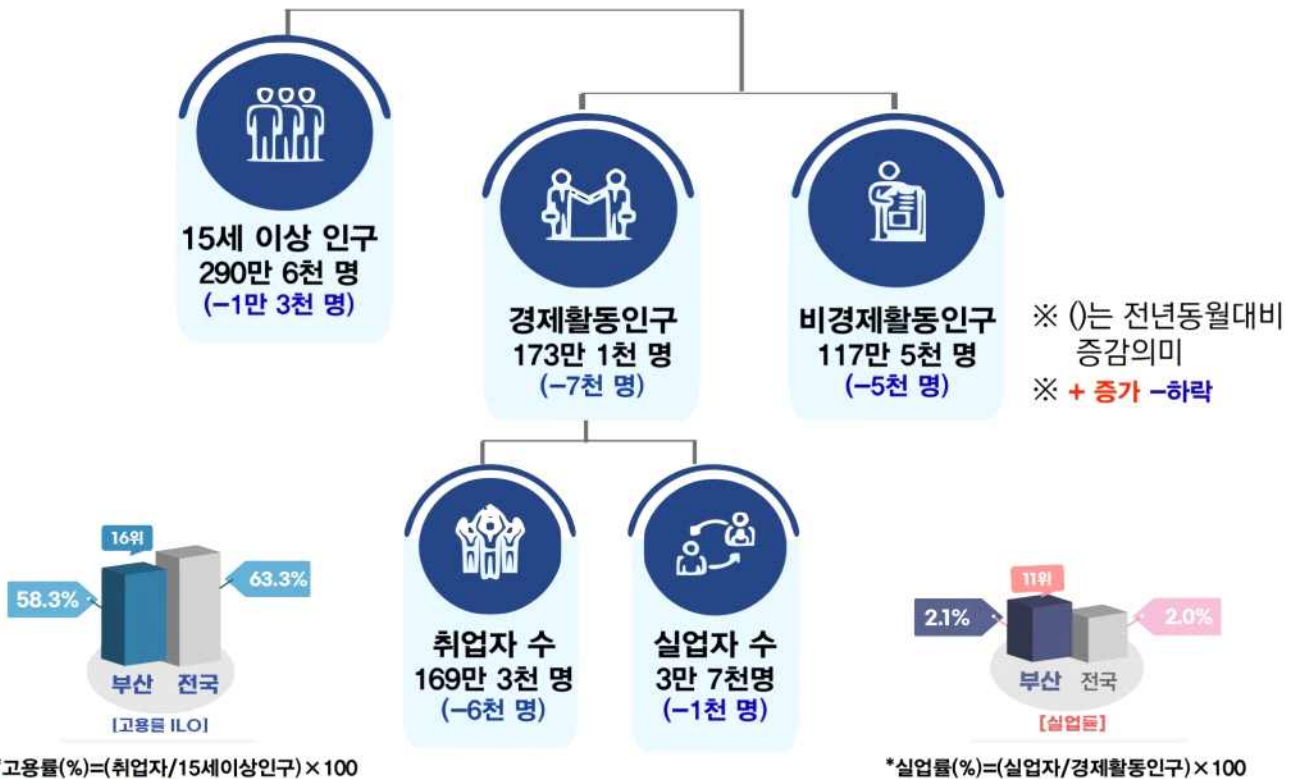 15세 이상 인구
290만 6천 명
(-1만 3천 명)
경제활동인구
173만 1천 명
(-7천 명)
비경제활동인구
117만 5천 명
(-5천 명)
※ ()는 전년동월대비
증감의미
※ + 증가 -하락
취업자 수
169만 3천 명
(-6천 명)
실업자 수
3만 7천명
(-1천 명)
16위
58.3%
63.3%
부산 전국
[고용률 ILO]
*고용률(%)=(취업자/15세이상인구)×100
11위
2.1%
2.0%
부산 전국
[실업률]
*실업률(%)=(실업자/경제활동인구)×100